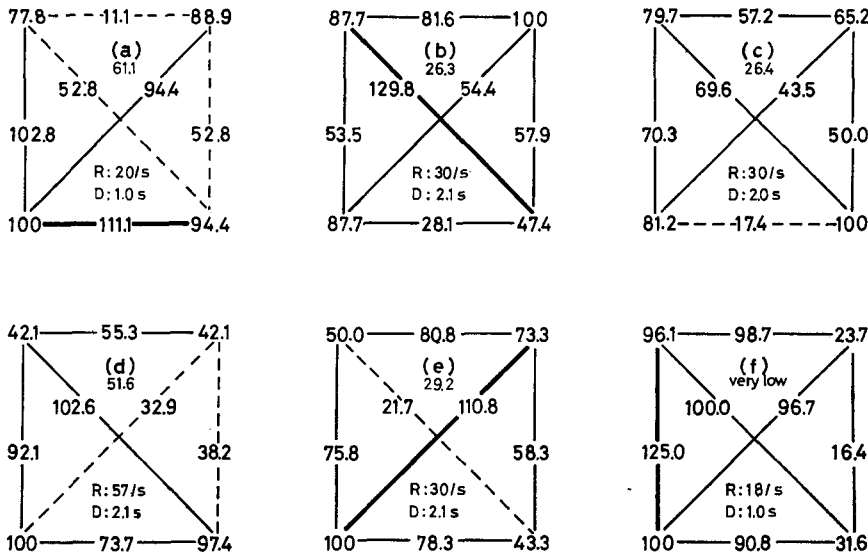 77.8 11.1 88.9
(a)
61.1
52.8 94.4
102.8 52.8
R:20/s
D:1.0s
100 111.1 94.4
87.7 81.6 100
(b)
26.3
129.8 54.4
53.5 57.9
R:30/s
D:2.1s
87.7 28.1 47.4
79.7 57.2 65.2
(c)
26.4
69.6 43.5
70.3 50.0
R:30/s
D:2.0s
81.2 17.4 100
42.1 55.3 42.1
(d)
51.6
102.6 32.9
92.1 38.2
R:57/s
D:2.1s
100 73.7 97.4
50.0 80.8 73.3
(e)
29.2
21.7 110.8
75.8 58.3
R:30/s
D:2.1s
100 78.3 43.3
96.1 98.7 23.7
(f)
very low
100.0 96.7
125.0 16.4
R:18/s
D:1.0s
100 90.8 31.6